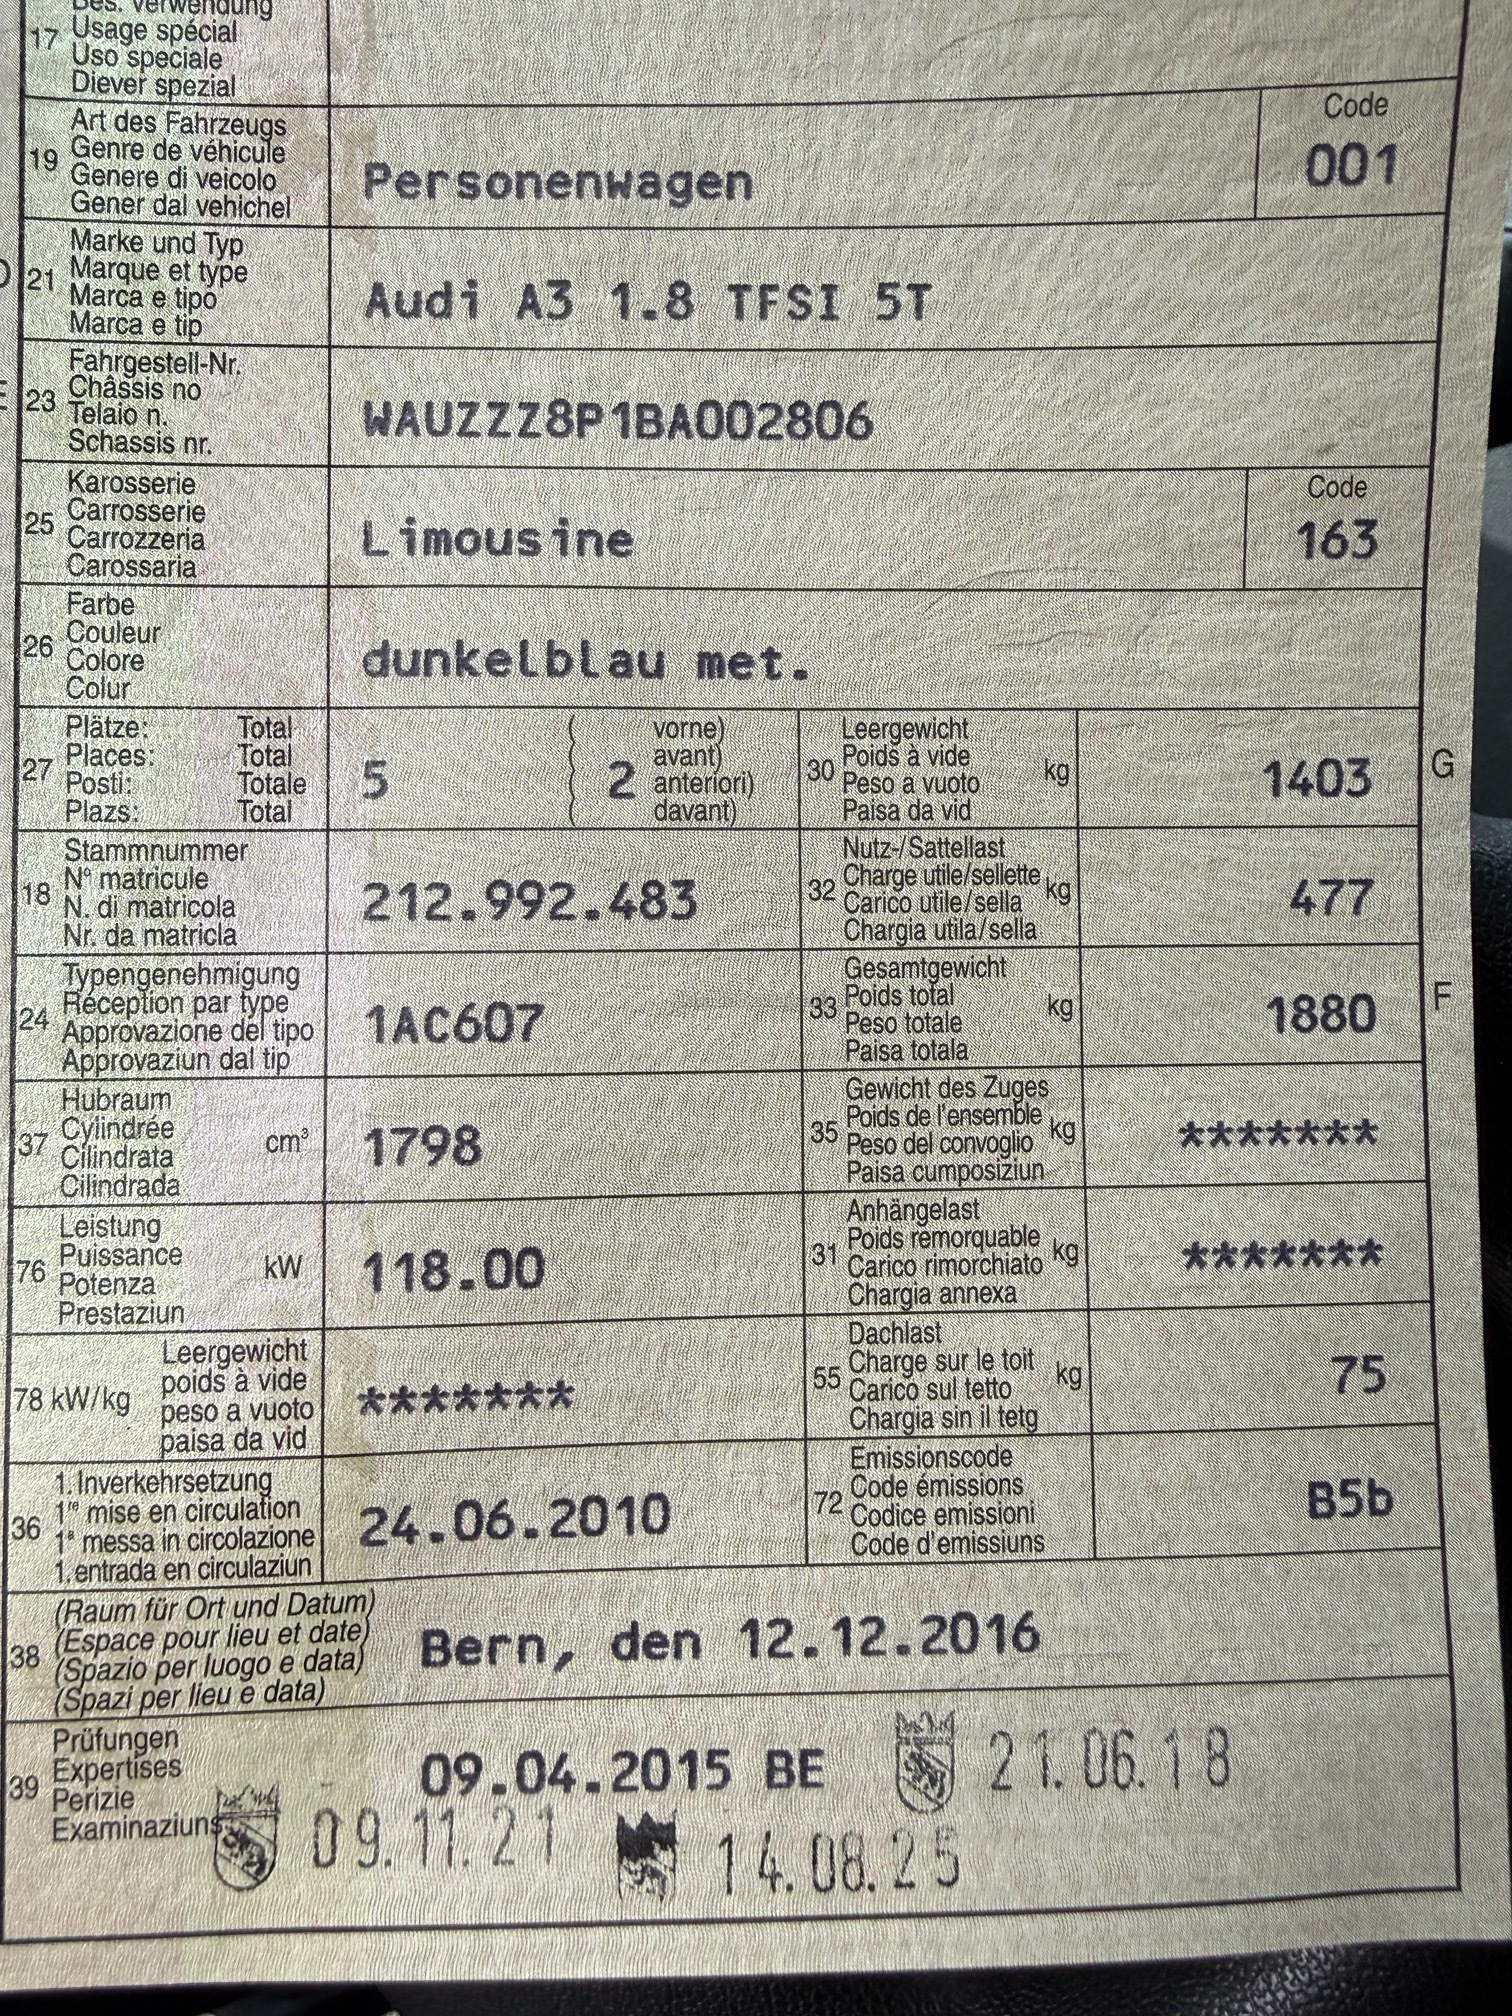 Bes. Verwendung
17 Usage spécial
Uso speciale
Diever spezial
Art des Fahrzeugs
19 Genre de véhicule
Genere di veicolo
Gener dal vehichel
Personenwagen
Code
001
Marke und Typ
21 Marque et type
Marca e tipo
Marca e tip
Audi A3 1.8 TFSI 5T
Fahrgestell-Nr.
23 Châssis no
Telaio n.
Schassis nr.
WAUZZZ8P1BA002806
Karosserie
25 Carrosserie
Carrozzeria
Carossaria
Limousine
Code
163
Farbe
26 Couleur
Colore
Colur
dunkelblau met.
Plätze: Total
27 Places: Total
Posti: Totale
Plazs: Total
5
2
vorne)
avant)
anteriori)
davant)
Leergewicht
30 Poids à vide kg
Peso a vuoto
Paisa da vid
1403
G
Stammnummer
18 N° matricule
N. di matricola
Nr. da matricla
212.992.483
Nutz-/Sattellast
32 Charge utile/sellette kg
Carico utile/sella
Chargia utila/sella
477
Typengenehmigung
24 Réception par type
Approvazione del tipo
Approvaziun dal tip
1AC607
Gesamtgewicht
33 Poids total kg
Peso totale
Paisa totala
1880
F
Hubraum
37 Cylindrée cm³
Cilindrata
Cilindrada
1798
Gewicht des Zuges
35 Poids de l'ensemble kg
Peso del convoglio
Paisa cumposiziun
*******
Leistung
76 Puissance kW
Potenza
Prestaziun
118.00
Anhängelast
31 Poids remorquable kg
Carico rimorchiato
Chargia annexa
*******
Leergewicht
78 kW/kg poids à vide
peso a vuoto
paisa da vid
*******
Dachlast
55 Charge sur le toit kg
Carico sul tetto
Chargia sin il tetg
75
1. Inverkehrsetzung
36 1re mise en circulation
1a messa in circolazione
1. entrada en circulaziun
24.06.2010
Emissionscode
72 Code émissions
Codice emissioni
Code d'emissiuns
B5b
(Raum für Ort und Datum)
38 (Espace pour lieu et date)
(Spazio per luogo e data)
(Spazi per lieu e data)
Bern, den 12.12.2016
Prüfungen
39 Expertises
Perizie
Examinaziuns
09.04.2015 BE
21.06.18
09.11.21
14.08.25